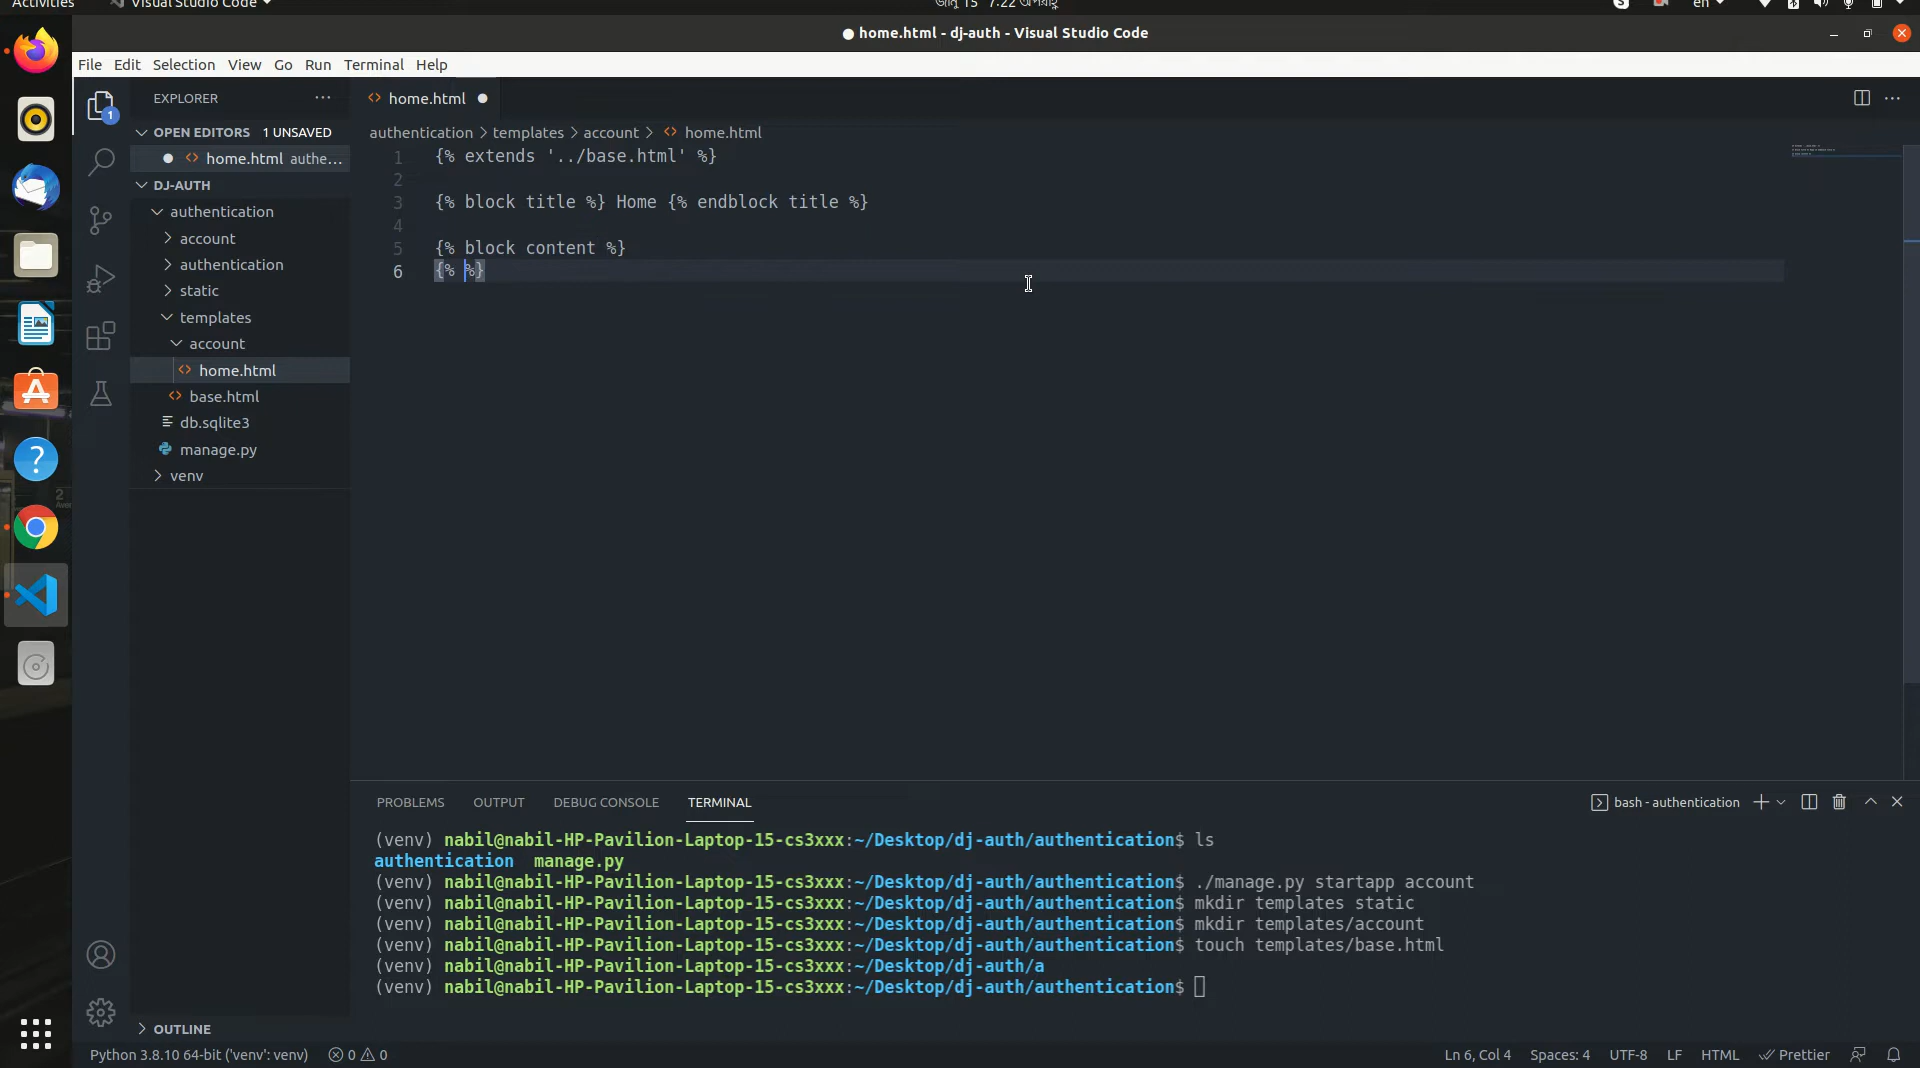 Activities Visual Studio Code 15 7:22 অপরাহ্ণ en
● home.html - dj-auth - Visual Studio Code
File Edit Selection View Go Run Terminal Help
EXPLORER ···
OPEN EDITORS 1 UNSAVED
● home.html authe...
DJ-AUTH
authentication
account
authentication
static
templates
account
home.html
base.html
db.sqlite3
manage.py
venv
OUTLINE
1
home.html ●
authentication > templates > account > home.html
1 {% extends '../base.html' %}
2
3 {% block title %} Home {% endblock title %}
4
5 {% block content %}
6 {% %}
PROBLEMS OUTPUT DEBUG CONSOLE TERMINAL
bash - authentication
(venv) nabil@nabil-HP-Pavilion-Laptop-15-cs3xxx:~/Desktop/dj-auth/authentication$ ls
authentication manage.py
(venv) nabil@nabil-HP-Pavilion-Laptop-15-cs3xxx:~/Desktop/dj-auth/authentication$ ./manage.py startapp account
(venv) nabil@nabil-HP-Pavilion-Laptop-15-cs3xxx:~/Desktop/dj-auth/authentication$ mkdir templates static
(venv) nabil@nabil-HP-Pavilion-Laptop-15-cs3xxx:~/Desktop/dj-auth/authentication$ mkdir templates/account
(venv) nabil@nabil-HP-Pavilion-Laptop-15-cs3xxx:~/Desktop/dj-auth/authentication$ touch templates/base.html
(venv) nabil@nabil-HP-Pavilion-Laptop-15-cs3xxx:~/Desktop/dj-auth/a
(venv) nabil@nabil-HP-Pavilion-Laptop-15-cs3xxx:~/Desktop/dj-auth/authentication$
Python 3.8.10 64-bit ('venv': venv) 0 0 Ln 6, Col 4 Spaces: 4 UTF-8 LF HTML Prettier